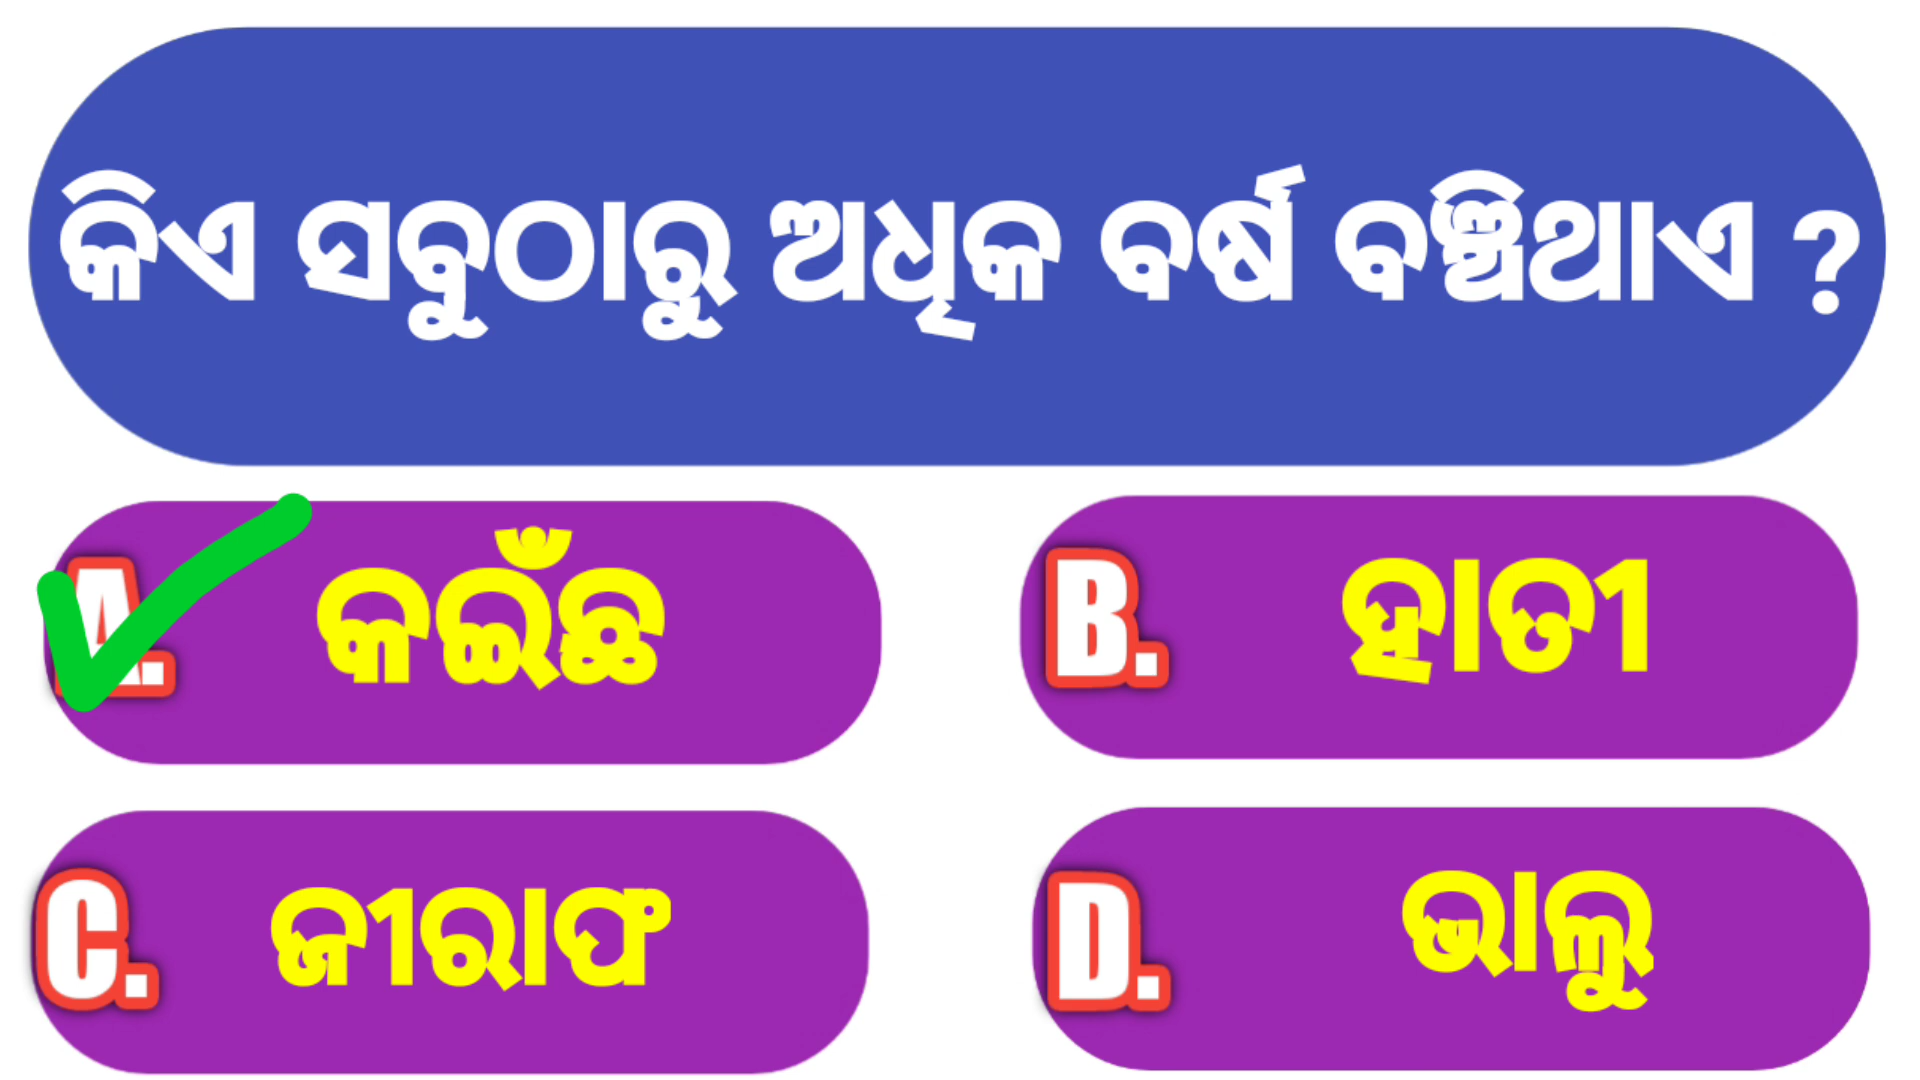 କିଏ ସବୁଠାରୁ ଅଧିକ ବର୍ଷ ବଞ୍ଚିଥାଏ ?
A. କଇଁଛ
B. ହାତୀ
C. ଜୀରାଫ
D. ଭାଲୁ